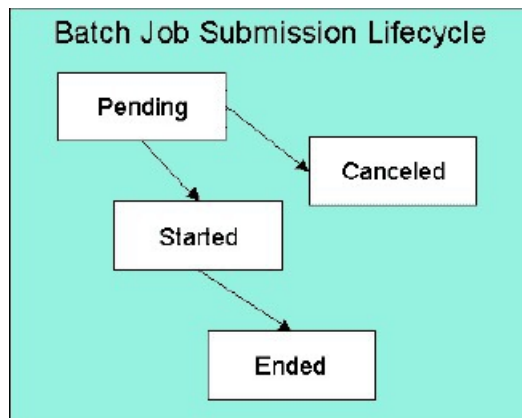 Batch Job Submission Lifecycle
Pending
Canceled
Started
Ended